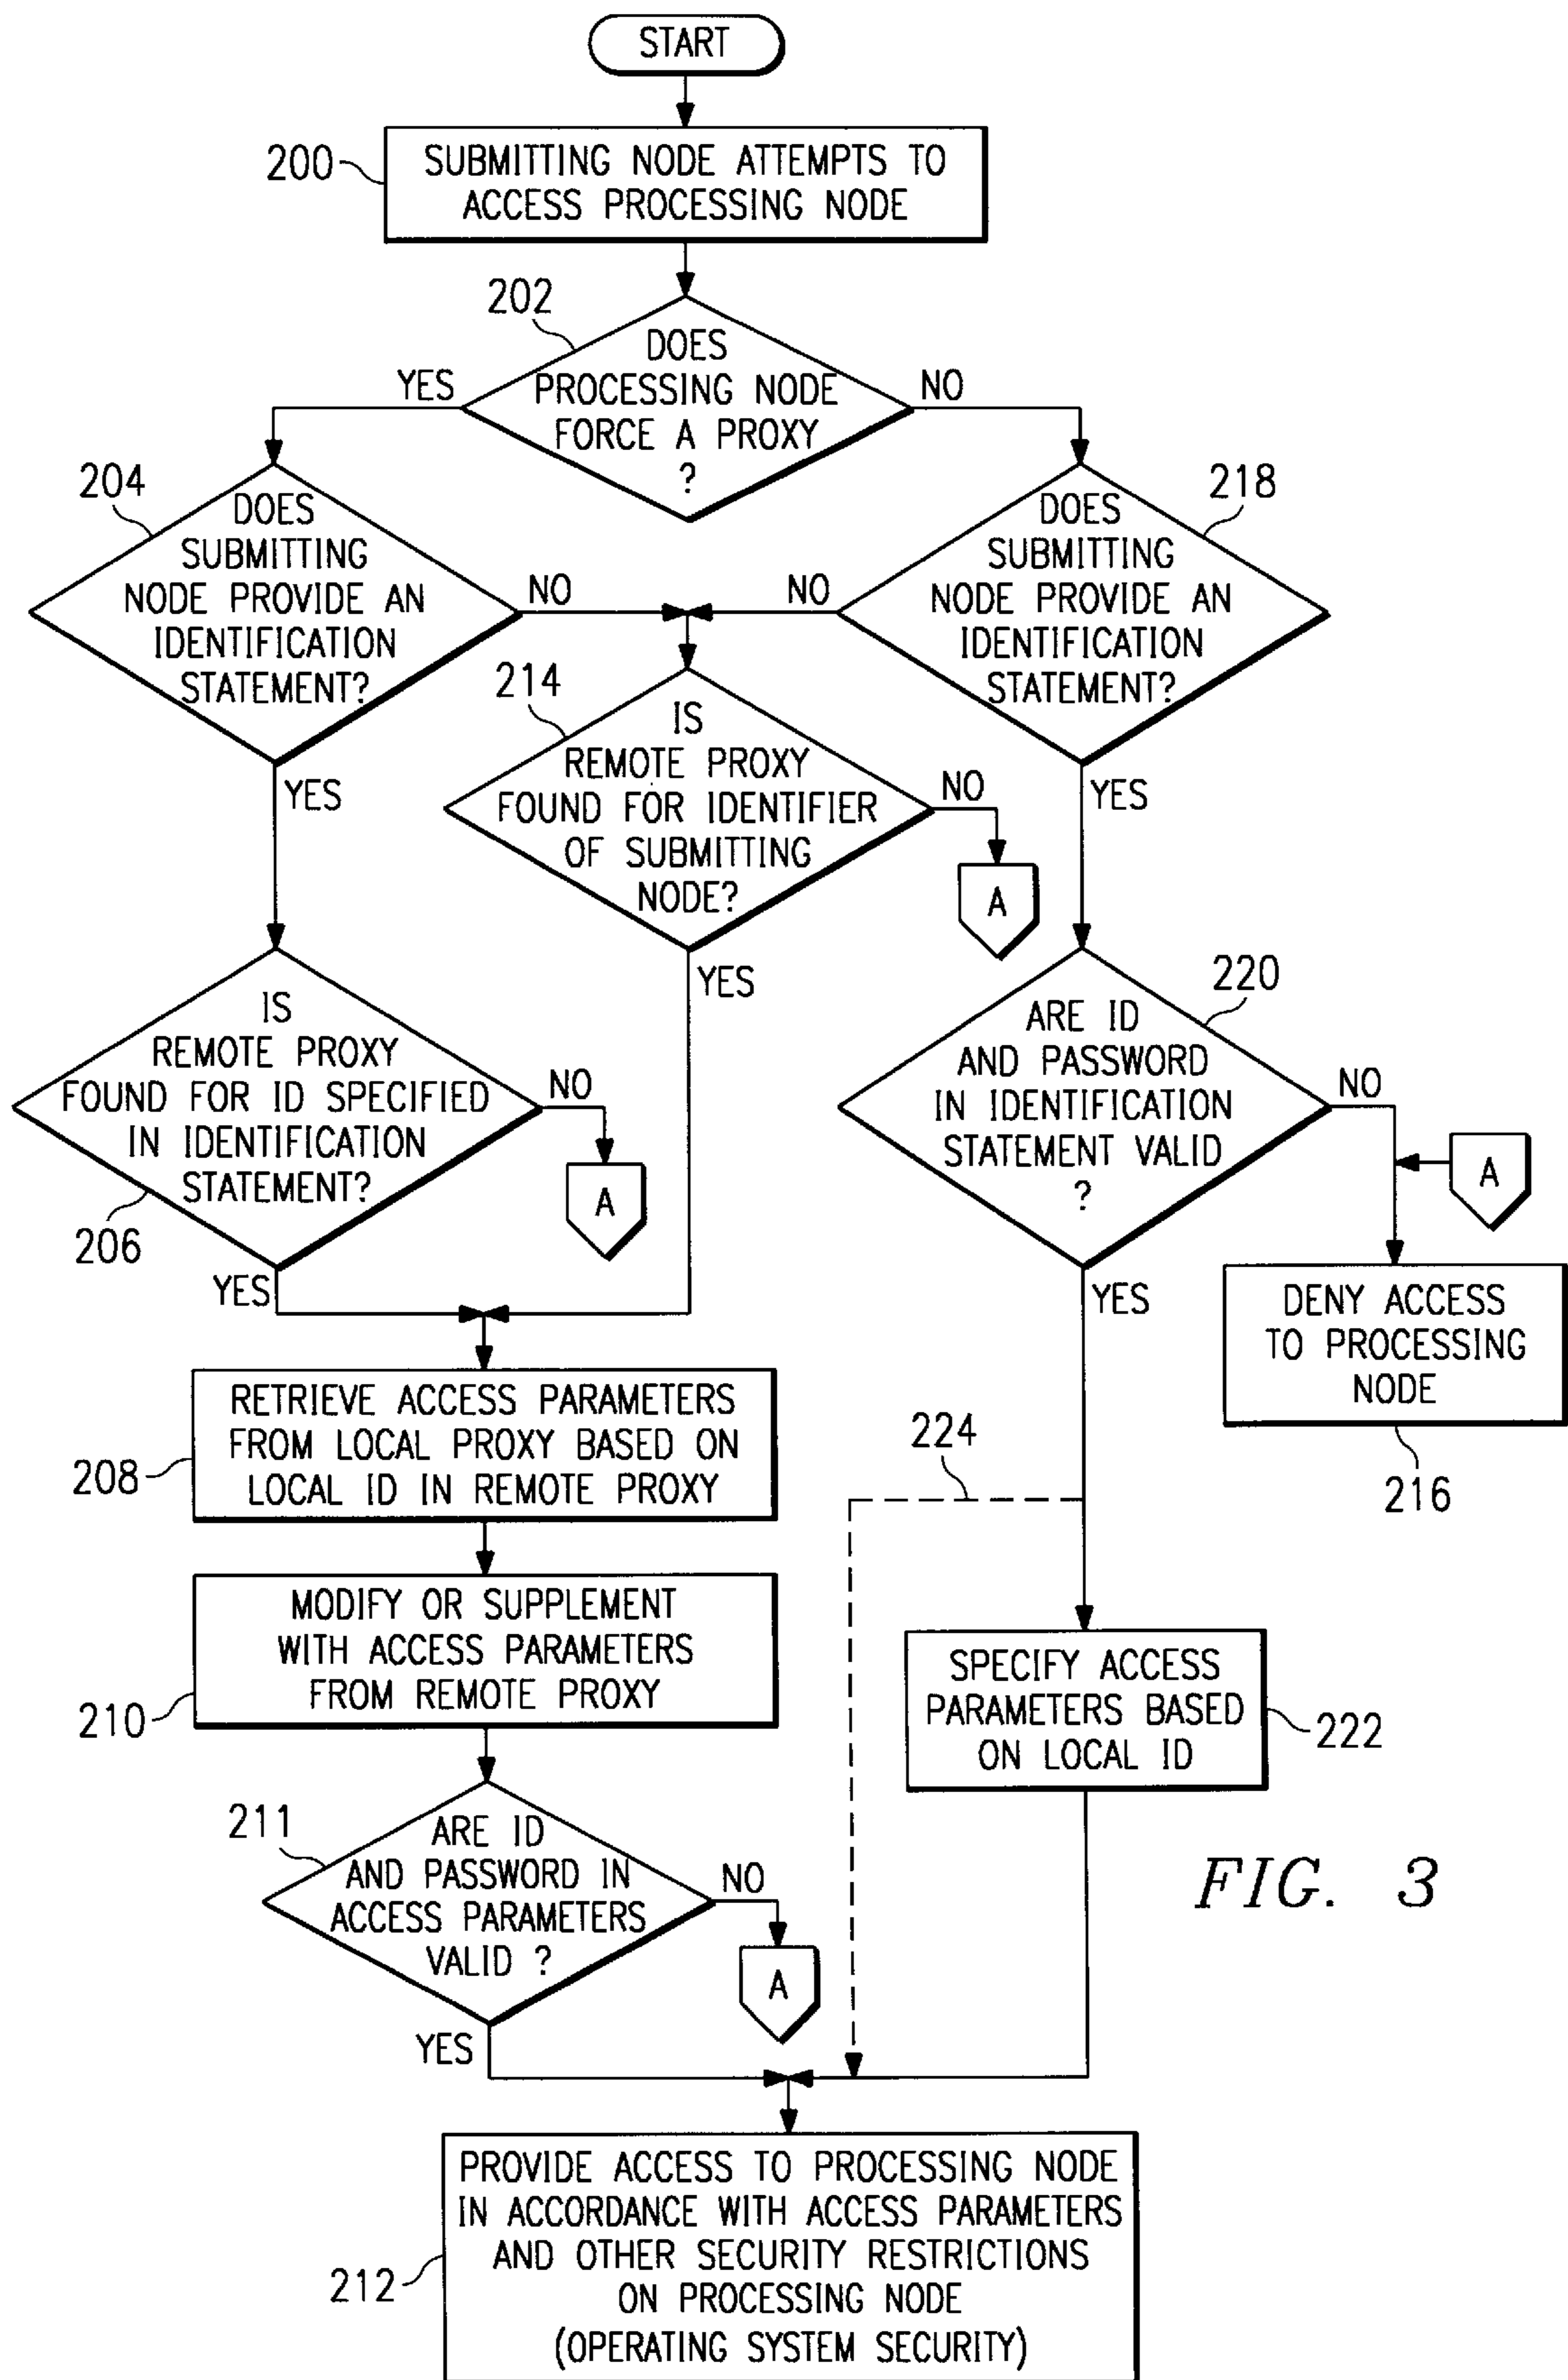 START
200
SUBMITTING NODE ATTEMPTS TO
ACCESS PROCESSING NODE
202
DOES
PROCESSING NODE
FORCE A PROXY
?
YES
NO
204
DOES
SUBMITTING
NODE PROVIDE AN
IDENTIFICATION
STATEMENT?
NO
YES
218
DOES
SUBMITTING
NODE PROVIDE AN
IDENTIFICATION
STATEMENT?
NO
YES
214
IS
REMOTE PROXY
FOUND FOR IDENTIFIER
OF SUBMITTING
NODE?
NO
A
YES
IS
REMOTE PROXY
FOUND FOR ID SPECIFIED
IN IDENTIFICATION
STATEMENT?
206
NO
A
YES
220
ARE ID
AND PASSWORD
IN IDENTIFICATION
STATEMENT VALID
?
NO
A
YES
DENY ACCESS
TO PROCESSING
NODE
216
RETRIEVE ACCESS PARAMETERS
FROM LOCAL PROXY BASED ON
LOCAL ID IN REMOTE PROXY
208
224
MODIFY OR SUPPLEMENT
WITH ACCESS PARAMETERS
FROM REMOTE PROXY
210
SPECIFY ACCESS
PARAMETERS BASED
ON LOCAL ID
222
211
ARE ID
AND PASSWORD IN
ACCESS PARAMETERS
VALID ?
NO
A
YES
FIG. 3
PROVIDE ACCESS TO PROCESSING NODE
IN ACCORDANCE WITH ACCESS PARAMETERS
AND OTHER SECURITY RESTRICTIONS
ON PROCESSING NODE
(OPERATING SYSTEM SECURITY)
212